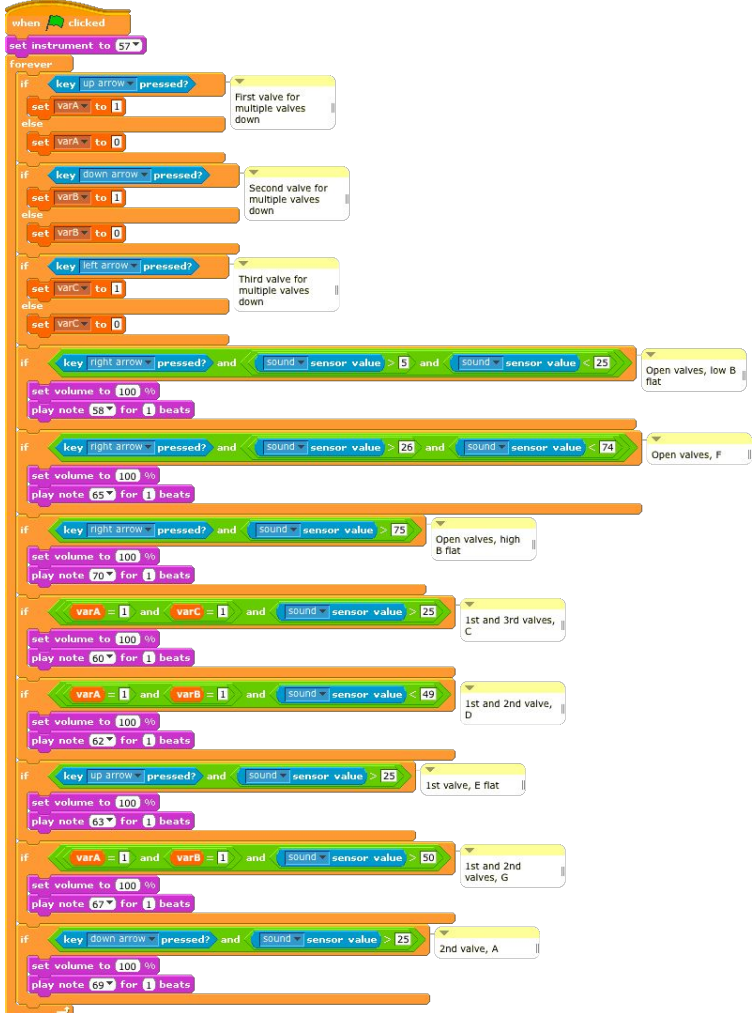 when clicked
set instrument to 57
forever
if key up arrow pressed?
set varA to 1
else
set varA to 0
First valve for
multiple valves
down
if key down arrow pressed?
set varB to 1
else
set varB to 0
Second valve for
multiple valves
down
if key left arrow pressed?
set varC to 1
else
set varC to 0
Third valve for
multiple valves
down
if key right arrow pressed? and sound sensor value > 5 and sound sensor value < 25
set volume to 100 %
play note 58 for 1 beats
Open valves, low B
flat
if key right arrow pressed? and sound sensor value > 26 and sound sensor value < 74
set volume to 100 %
play note 65 for 1 beats
Open valves, F
if key right arrow pressed? and sound sensor value > 75
set volume to 100 %
play note 70 for 1 beats
Open valves, high
B flat
if varA = 1 and varC = 1 and sound sensor value > 25
set volume to 100 %
play note 60 for 1 beats
1st and 3rd valves,
C
if varA = 1 and varB = 1 and sound sensor value < 49
set volume to 100 %
play note 62 for 1 beats
1st and 2nd valve,
D
if key up arrow pressed? and sound sensor value > 25
set volume to 100 %
play note 63 for 1 beats
1st valve, E flat
if varA = 1 and varB = 1 and sound sensor value > 50
set volume to 100 %
play note 67 for 1 beats
1st and 2nd
valves, G
if key down arrow pressed? and sound sensor value > 25
set volume to 100 %
play note 69 for 1 beats
2nd valve, A